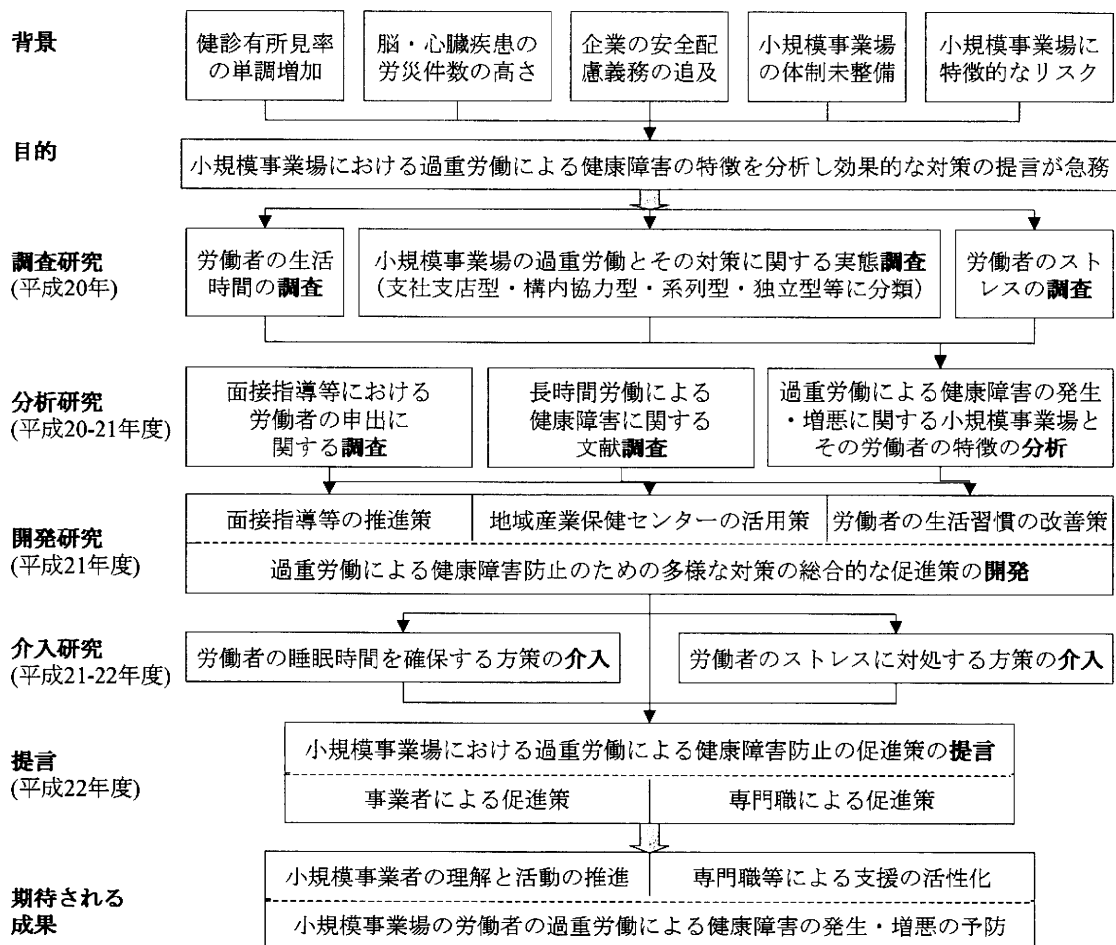 背景
健診有所見率
の単調増加
脳・心臓疾患の
労災件数の高さ
企業の安全配
慮義務の追及
小規模事業場
の体制未整備
小規模事業場に
特徴的なリスク
目的
小規模事業場における過重労働による健康障害の特徴を分析し効果的な対策の提言が急務
調査研究
(平成20年)
労働者の生活
時間の調査
小規模事業場の過重労働とその対策に関する実態調査
(支社支店型・構内協力型・系列型・独立型等に分類)
労働者のスト
レスの調査
分析研究
(平成20-21年度)
面接指導等における
労働者の申出に
関する調査
長時間労働による
健康障害に関する
文献調査
過重労働による健康障害の発生
・増悪に関する小規模事業場と
その労働者の特徴の分析
開発研究
(平成21年度)
面接指導等の推進策
地域産業保健センターの活用策
労働者の生活習慣の改善策
過重労働による健康障害防止のための多様な対策の総合的な促進策の開発
介入研究
(平成21-22年度)
労働者の睡眠時間を確保する方策の介入
労働者のストレスに対処する方策の介入
提言
(平成22年度)
小規模事業場における過重労働による健康障害防止の促進策の提言
事業者による促進策
専門職による促進策
期待される
成果
小規模事業者の理解と活動の推進
専門職等による支援の活性化
小規模事業場の労働者の過重労働による健康障害の発生・増悪の予防